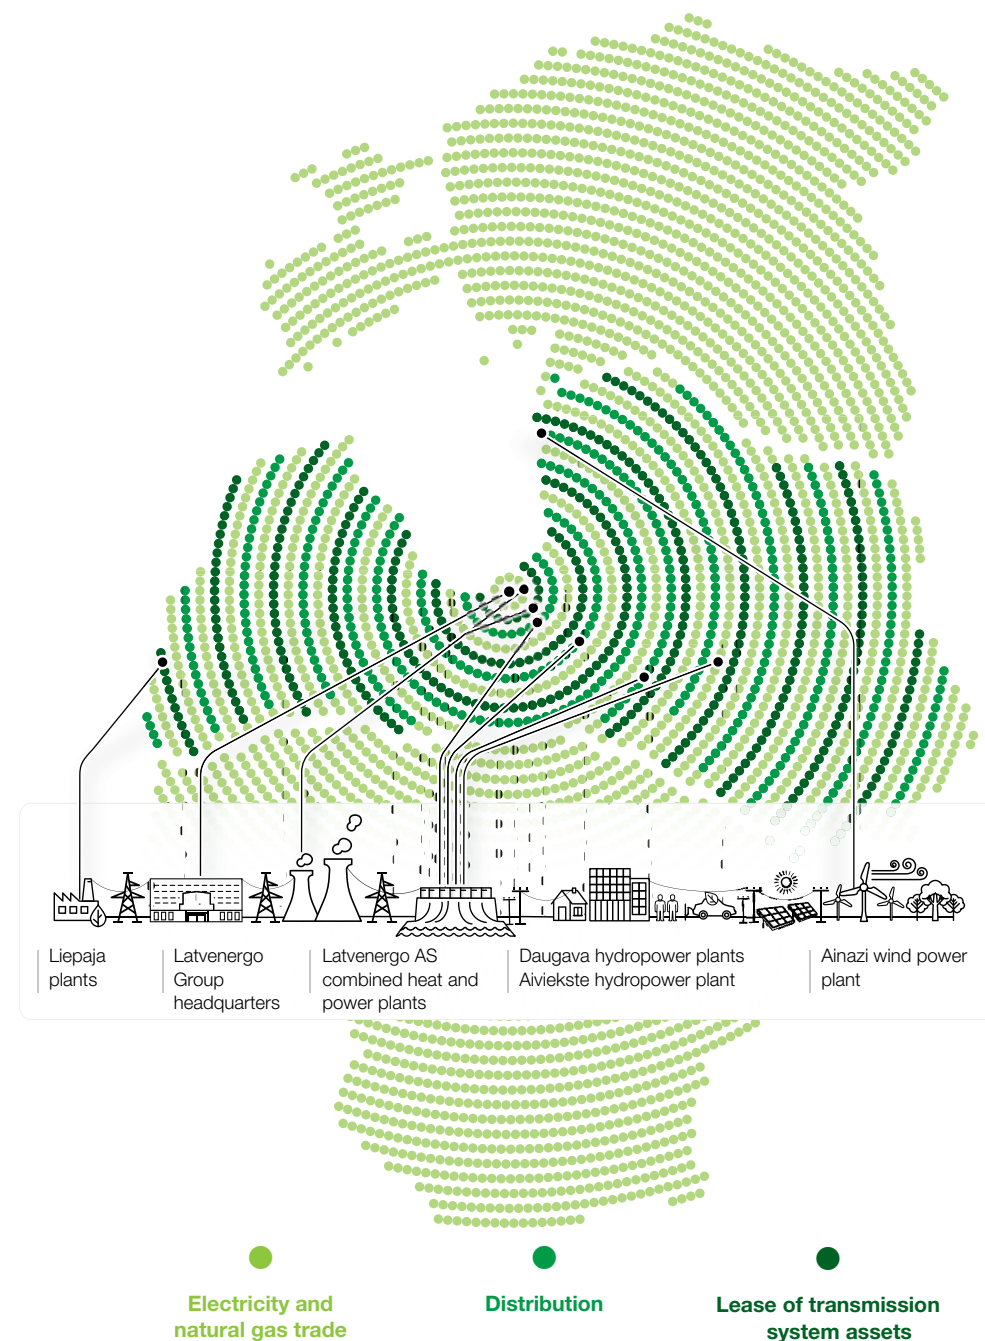 Liepaja
plants
Latvenergo
Group
headquarters
Latvenergo AS
combined heat and
power plants
Daugava hydropower plants
Aiviekste hydropower plant
Ainazi wind power
plant
Electricity and
natural gas trade
Distribution
Lease of transmission
system assets